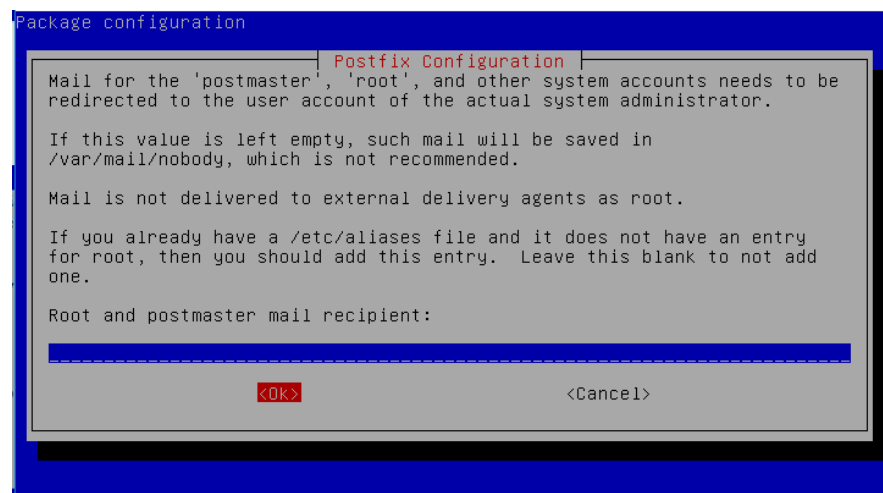 Package configuration
Postfix Configuration
Mail for the 'postmaster', 'root', and other system accounts needs to be
redirected to the user account of the actual system administrator.
If this value is left empty, such mail will be saved in
/var/mail/nobody, which is not recommended.
Mail is not delivered to external delivery agents as root.
If you already have a /etc/aliases file and it does not have an entry
for root, then you should add this entry.  Leave this blank to not add
one.
Root and postmaster mail recipient:
<Ok> <Cancel>